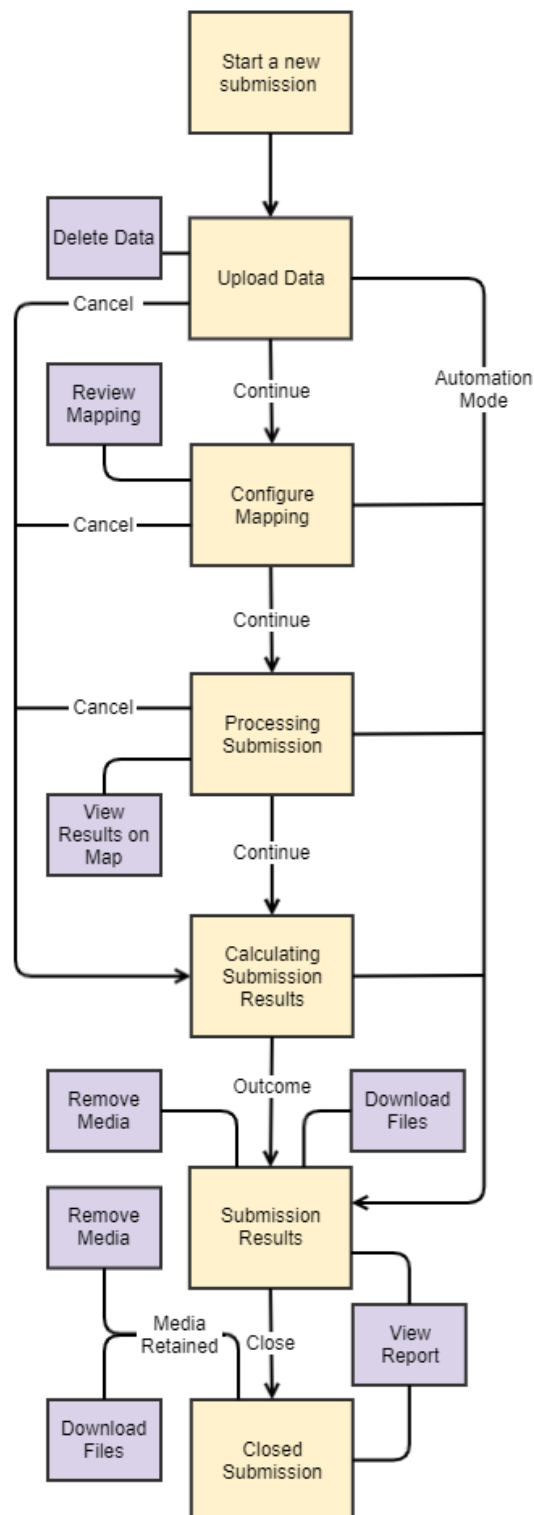 Start a new
submission
Delete Data
Upload Data
Cancel
Continue
Automation
Mode
Review
Mapping
Configure
Mapping
Cancel
Continue
Cancel
Processing
Submission
View
Results on
Map
Continue
Calculating
Submission
Results
Outcome
Remove
Media
Download
Files
Remove
Media
Submission
Results
Media
Retained
Close
View
Report
Download
Files
Closed
Submission